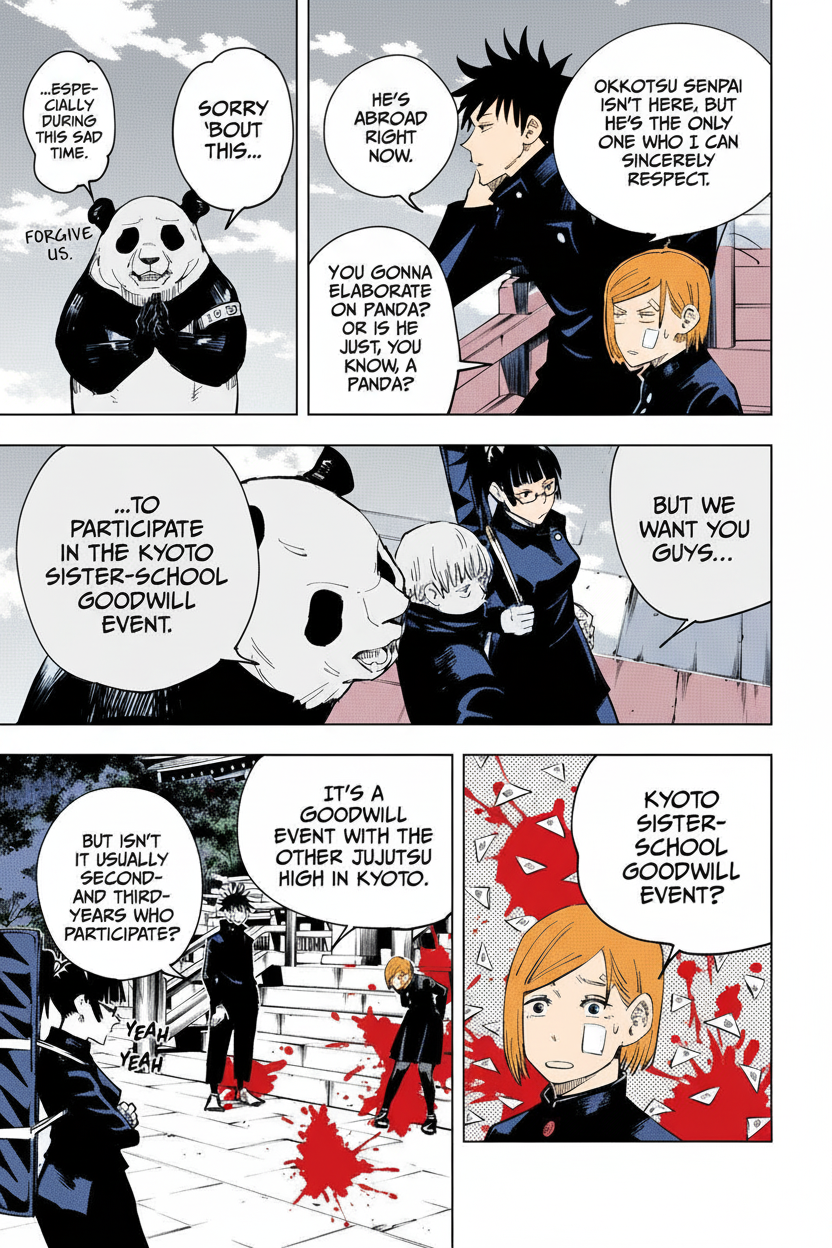 OKKOTSU SENPAI
ISN'T HERE, BUT
HE'S THE ONLY
ONE WHO I CAN
SINCERELY
RESPECT.
HE'S
ABROAD
RIGHT
NOW.
YOU GONNA
ELABORATE
ON PANDA?
OR IS HE
JUST, YOU
KNOW, A
PANDA?
SORRY
'BOUT
THIS...
...ESPE-
CIALLY
DURING
THIS SAD
TIME.
FORGIVE
US.
BUT WE
WANT YOU
GUYS...
...TO
PARTICIPATE
IN THE KYOTO
SISTER-SCHOOL
GOODWILL
EVENT.
KYOTO
SISTER-
SCHOOL
GOODWILL
EVENT?
IT'S A
GOODWILL
EVENT WITH THE
OTHER JUJUTSU
HIGH IN KYOTO.
BUT ISN'T
IT USUALLY
SECOND-
AND THIRD-
YEARS WHO
PARTICIPATE?
YEAH
YEAH